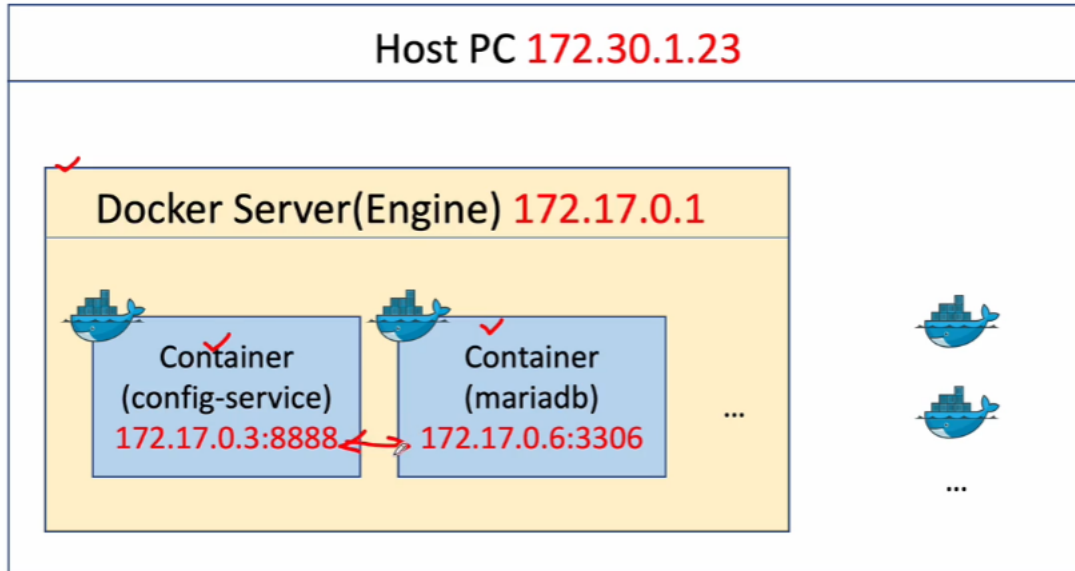 Host PC 172.30.1.23
Docker Server(Engine) 172.17.0.1
Container
(config-service)
172.17.0.3:8888
Container
(mariadb)
172.17.0.6:3306
...
...